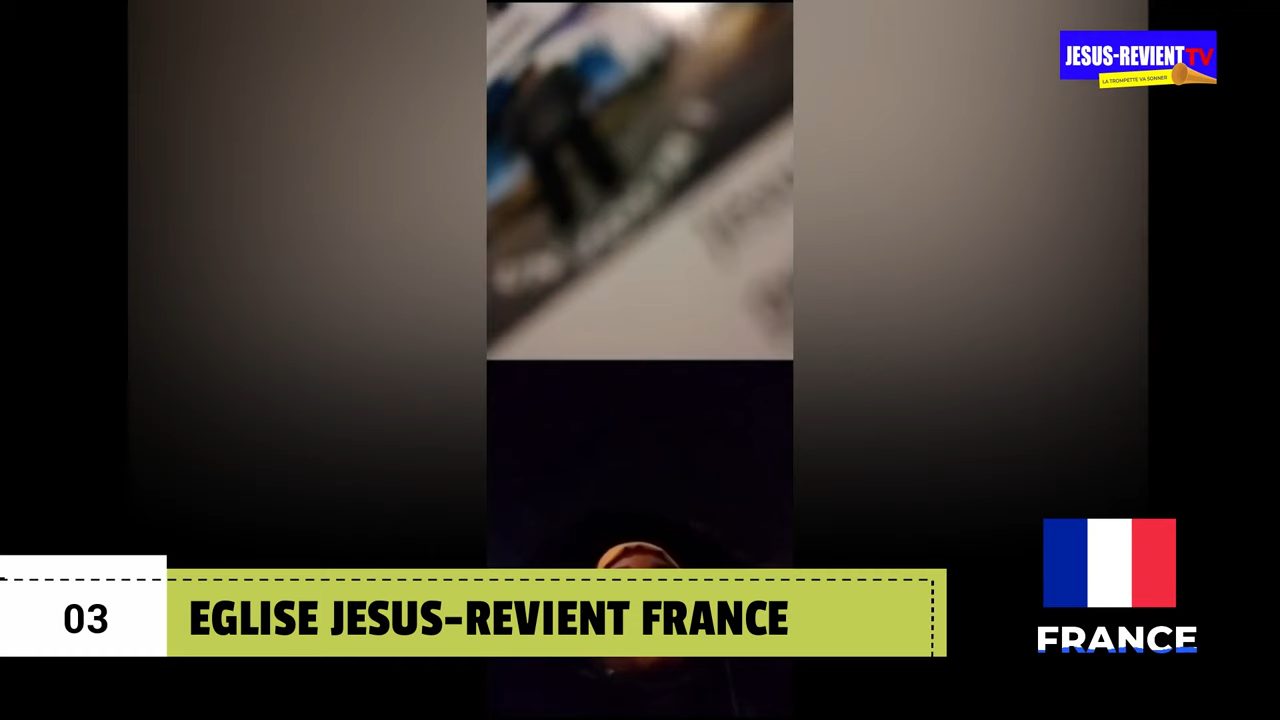 JESUS-REVIENT TV
LA TROMPETTE VA SONNER
03
EGLISE JESUS-REVIENT FRANCE
FRANCE